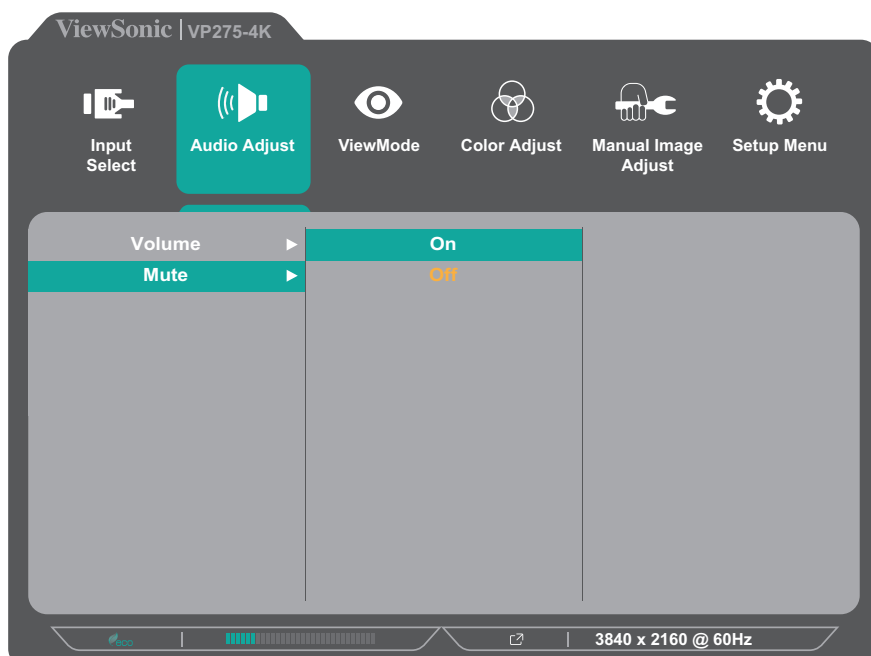 ViewSonic | VP275-4K
Input Select
Audio Adjust
ViewMode
Color Adjust
Manual Image Adjust
Setup Menu
Volume
On
Mute
Off
eco
3840 x 2160 @ 60Hz